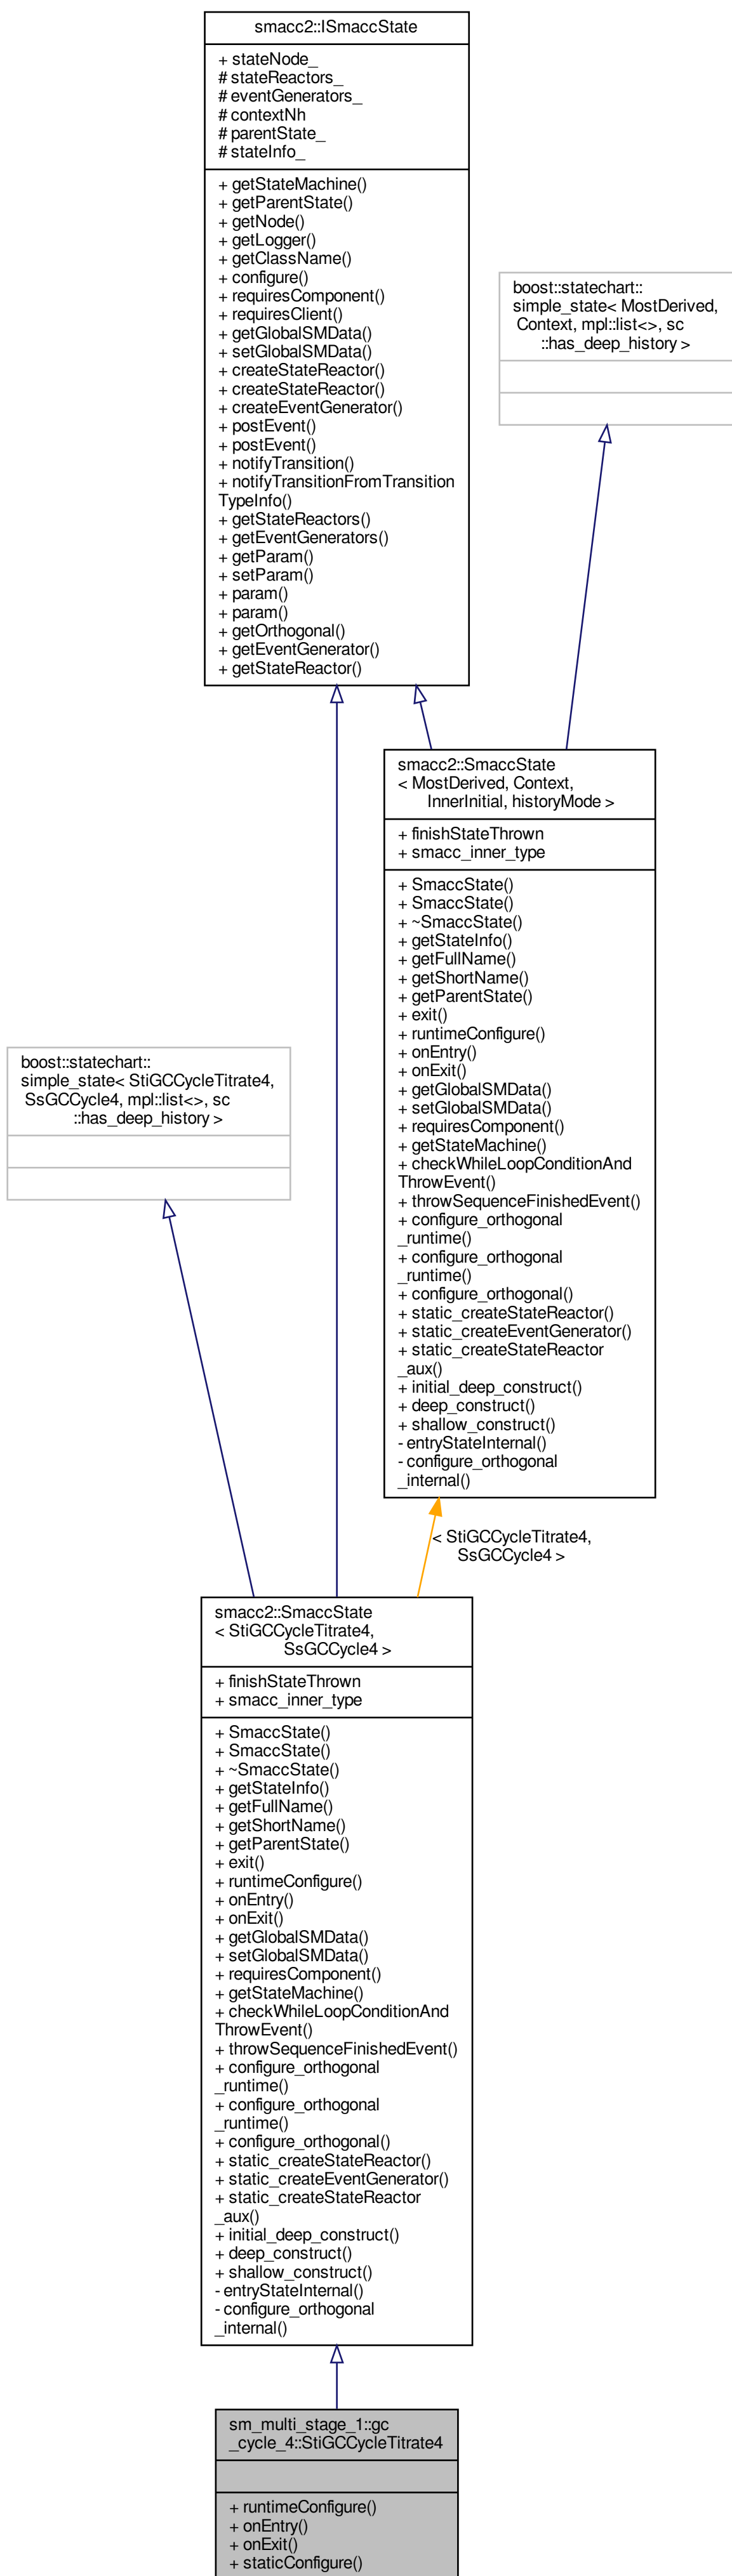 smacc2::ISmaccState
+ stateNode_
# stateReactors_
# eventGenerators_
# contextNh
# parentState_
# stateInfo_
+ getStateMachine()
+ getParentState()
+ getNode()
+ getLogger()
+ getClassName()
+ configure()
+ requiresComponent()
+ requiresClient()
+ getGlobalSMData()
+ setGlobalSMData()
+ createStateReactor()
+ createStateReactor()
+ createEventGenerator()
+ postEvent()
+ postEvent()
+ notifyTransition()
+ notifyTransitionFromTransition
TypeInfo()
+ getStateReactors()
+ getEventGenerators()
+ getParam()
+ setParam()
+ param()
+ param()
+ getOrthogonal()
+ getEventGenerator()
+ getStateReactor()
boost::statechart::
simple_state< MostDerived,
Context, mpl::list<>, sc
::has_deep_history >
smacc2::SmaccState
< MostDerived, Context,
InnerInitial, historyMode >
+ finishStateThrown
+ smacc_inner_type
+ SmaccState()
+ SmaccState()
+ ~SmaccState()
+ getStateInfo()
+ getFullName()
+ getShortName()
+ getParentState()
+ exit()
+ runtimeConfigure()
+ onEntry()
+ onExit()
+ getGlobalSMData()
+ setGlobalSMData()
+ requiresComponent()
+ getStateMachine()
+ checkWhileLoopConditionAnd
ThrowEvent()
+ throwSequenceFinishedEvent()
+ configure_orthogonal
_runtime()
+ configure_orthogonal
_runtime()
+ configure_orthogonal()
+ static_createStateReactor()
+ static_createEventGenerator()
+ static_createStateReactor
_aux()
+ initial_deep_construct()
+ deep_construct()
+ shallow_construct()
- entryStateInternal()
- configure_orthogonal
_internal()
boost::statechart::
simple_state< StiGCCycleTitrate4,
SsGCCycle4, mpl::list<>, sc
::has_deep_history >
< StiGCCycleTitrate4,
SsGCCycle4 >
smacc2::SmaccState
< StiGCCycleTitrate4,
SsGCCycle4 >
+ finishStateThrown
+ smacc_inner_type
+ SmaccState()
+ SmaccState()
+ ~SmaccState()
+ getStateInfo()
+ getFullName()
+ getShortName()
+ getParentState()
+ exit()
+ runtimeConfigure()
+ onEntry()
+ onExit()
+ getGlobalSMData()
+ setGlobalSMData()
+ requiresComponent()
+ getStateMachine()
+ checkWhileLoopConditionAnd
ThrowEvent()
+ throwSequenceFinishedEvent()
+ configure_orthogonal
_runtime()
+ configure_orthogonal
_runtime()
+ configure_orthogonal()
+ static_createStateReactor()
+ static_createEventGenerator()
+ static_createStateReactor
_aux()
+ initial_deep_construct()
+ deep_construct()
+ shallow_construct()
- entryStateInternal()
- configure_orthogonal
_internal()
sm_multi_stage_1::gc
_cycle_4::StiGCCycleTitrate4
+ runtimeConfigure()
+ onEntry()
+ onExit()
+ staticConfigure()